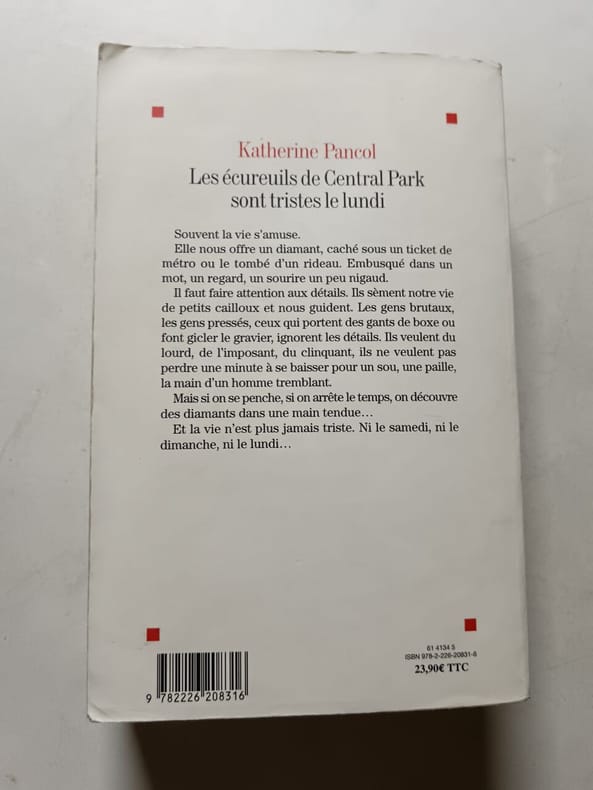 Katherine Pancol
Les écureuils de Central Park
sont tristes le lundi
Souvent la vie s’amuse.
Elle nous offre un diamant, caché sous un ticket de
métro ou le tombé d’un rideau. Embusqué dans un
mot, un regard, un sourire un peu nigaud.
Il faut faire attention aux détails. Ils sèment notre vie
de petits cailloux et nous guident. Les gens brutaux,
les gens pressés, ceux qui portent des gants de boxe ou
font gicler le gravier, ignorent les détails. Ils veulent du
lourd, de l’imposant, du clinquant, ils ne veulent pas
perdre une minute à se baisser pour un sou, une paille,
la main d’un homme tremblant.
Mais si on se penche, si on arrête le temps, on découvre
des diamants dans une main tendue…
Et la vie n’est plus jamais triste. Ni le samedi, ni le
dimanche, ni le lundi…
61 4134 5
ISBN 978-2-226-20831-6
23,90€ TTC
9 782226 208316